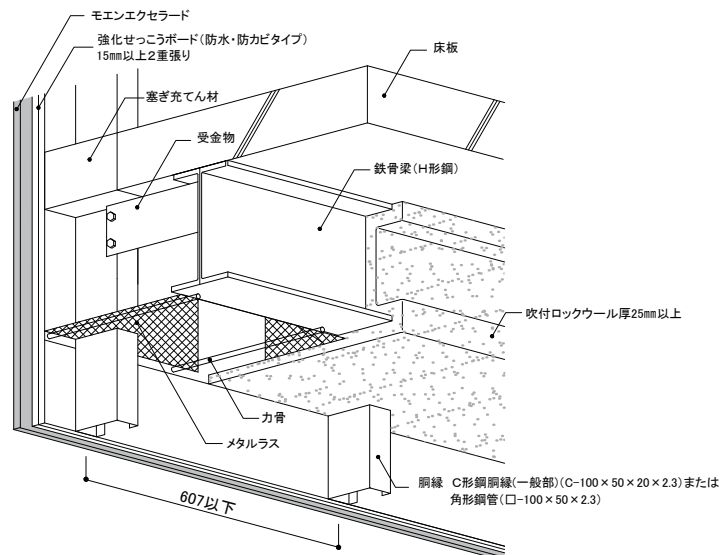 モエンエクセラード
強化せっこうボード(防水・防カビタイプ)
15mm以上2重張り
塞ぎ充てん材
受金物
床板
鉄骨梁(H形鋼)
吹付ロックウール厚25mm以上
力骨
メタルラス
胴縁 C形鋼胴縁(一般部)(C-100×50×20×2.3)または
角形鋼管(□-100×50×2.3)
607以下